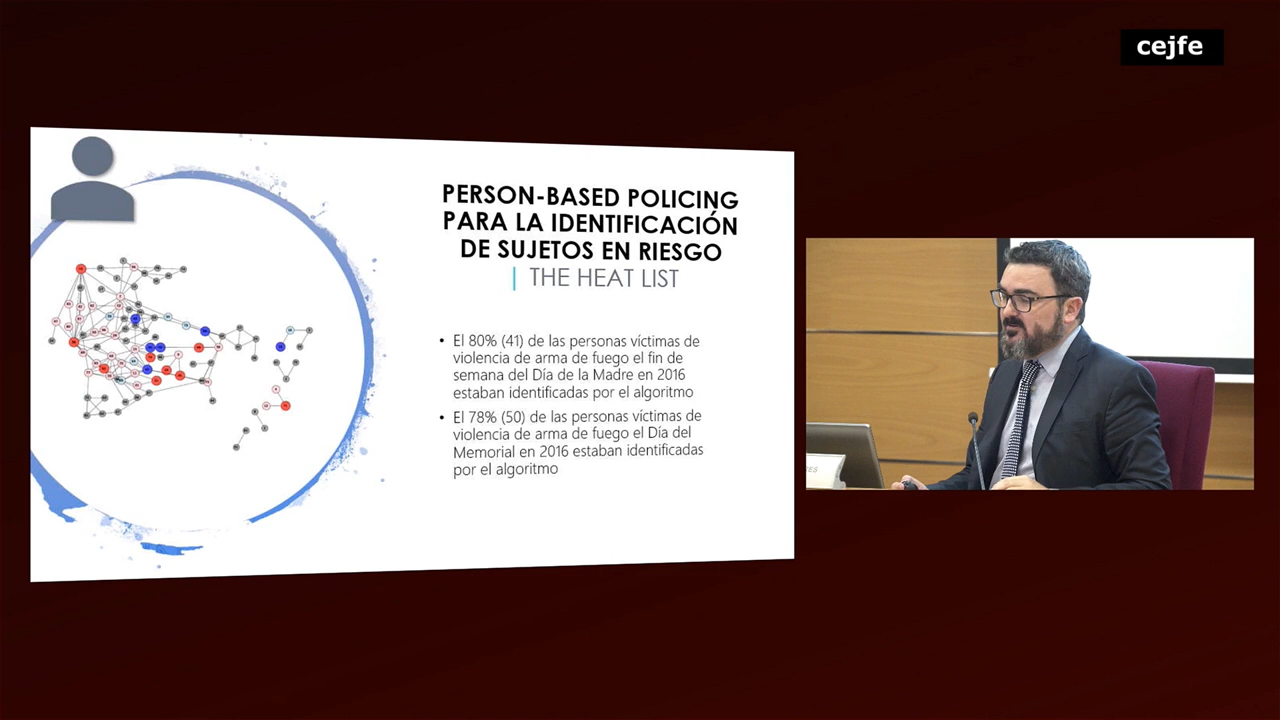 cejfe
PERSON-BASED POLICING
PARA LA IDENTIFICACIÓN
DE SUJETOS EN RIESGO
| THE HEAT LIST
• El 80% (41) de las personas víctimas de
violencia de arma de fuego el fin de
semana del Día de la Madre en 2016
estaban identificadas por el algoritmo
• El 78% (50) de las personas víctimas de
violencia de arma de fuego el Día del
Memorial en 2016 estaban identificadas
por el algoritmo